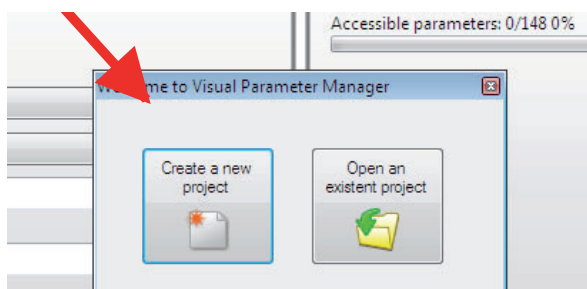 Accessible parameters: 0/148 0%
me to Visual Parameter Manager
Create a new
project
Open an
existent project